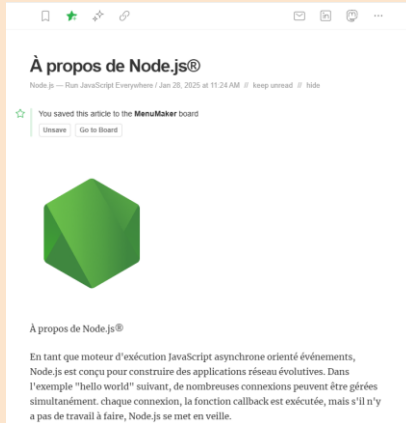 À propos de Node.js®
Node.js — Run JavaScript Everywhere / Jan 28, 2025 at 11:24 AM // keep unread // hide
You saved this article to the MenuMaker board
Unsave Go to Board
À propos de Node.js®
En tant que moteur d'exécution JavaScript asynchrone orienté événements,
Node.js est conçu pour construire des applications réseau évolutives. Dans
l'exemple "hello world" suivant, de nombreuses connexions peuvent être gérées
simultanément. chaque connexion, la fonction callback est exécutée, mais s'il n'y
a pas de travail à faire, Node.js se met en veille.